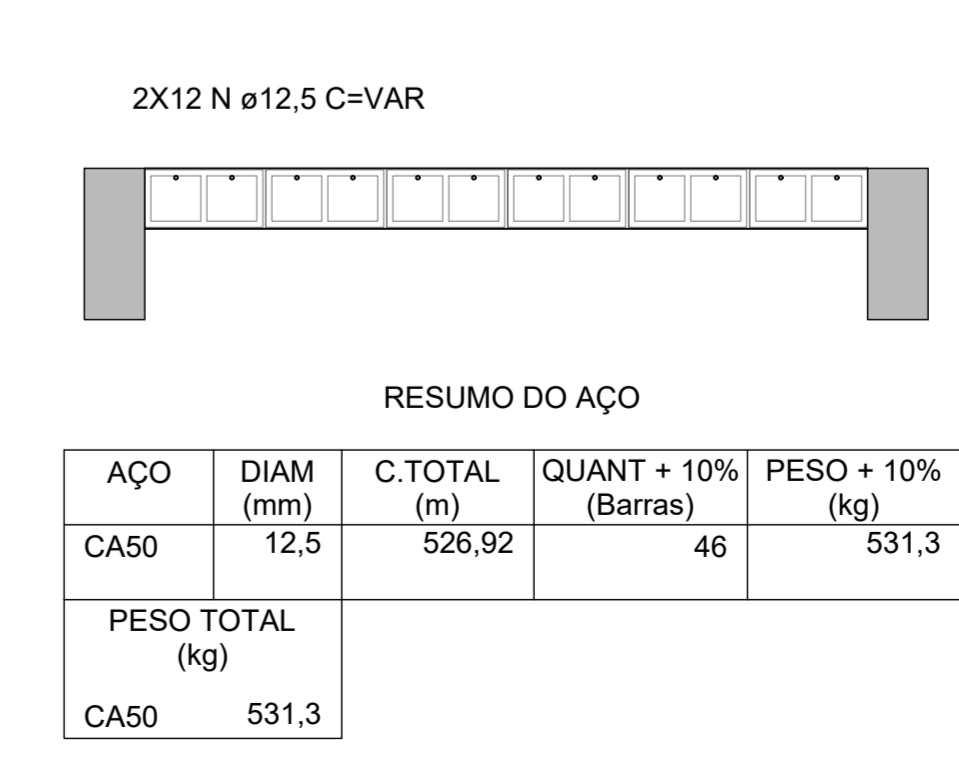 2X12 N ø12,5 C=VAR
RESUMO DO AÇO
AÇO DIAM C.TOTAL QUANT + 10% PESO + 10%
(mm) (m) (Barras) (kg)
CA50 12,5 526,92 46 531,3
PESO TOTAL
(kg)
CA50 531,3